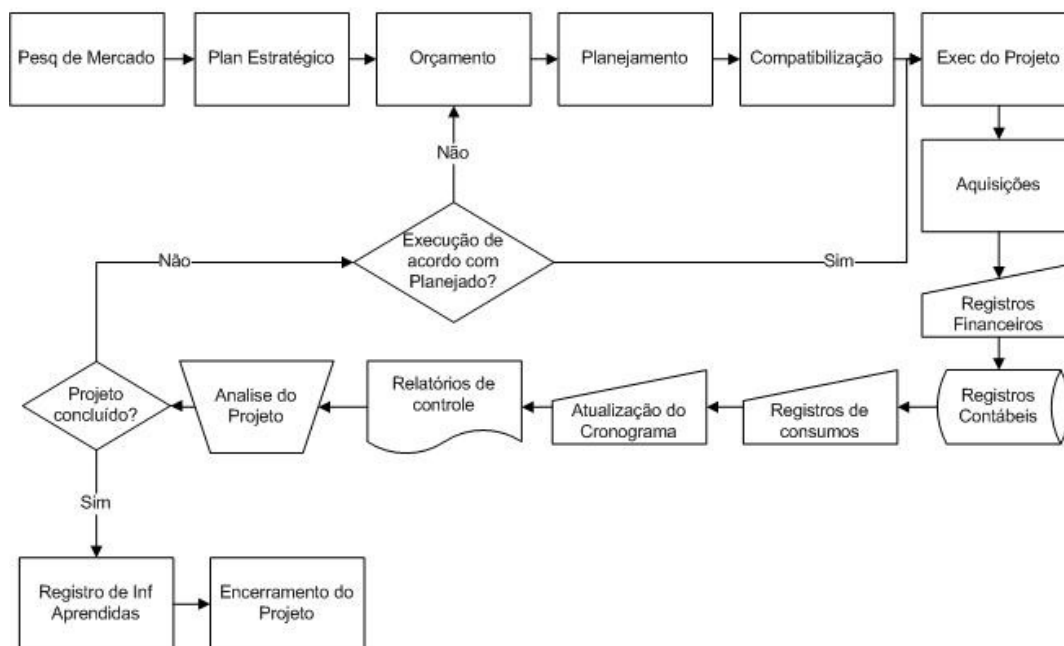 Pesq de Mercado
Plan Estratégico
Orçamento
Planejamento
Compatibilização
Exec do Projeto
Aquisições
Não
Execução de
acordo com
Planejado?
Não
Sim
Registros
Financeiros
Projeto
concluído?
Analise do
Projeto
Relatórios de
controle
Atualização do
Cronograma
Registros de
consumos
Registros
Contábeis
Sim
Registro de Inf
Aprendidas
Encerramento do
Projeto